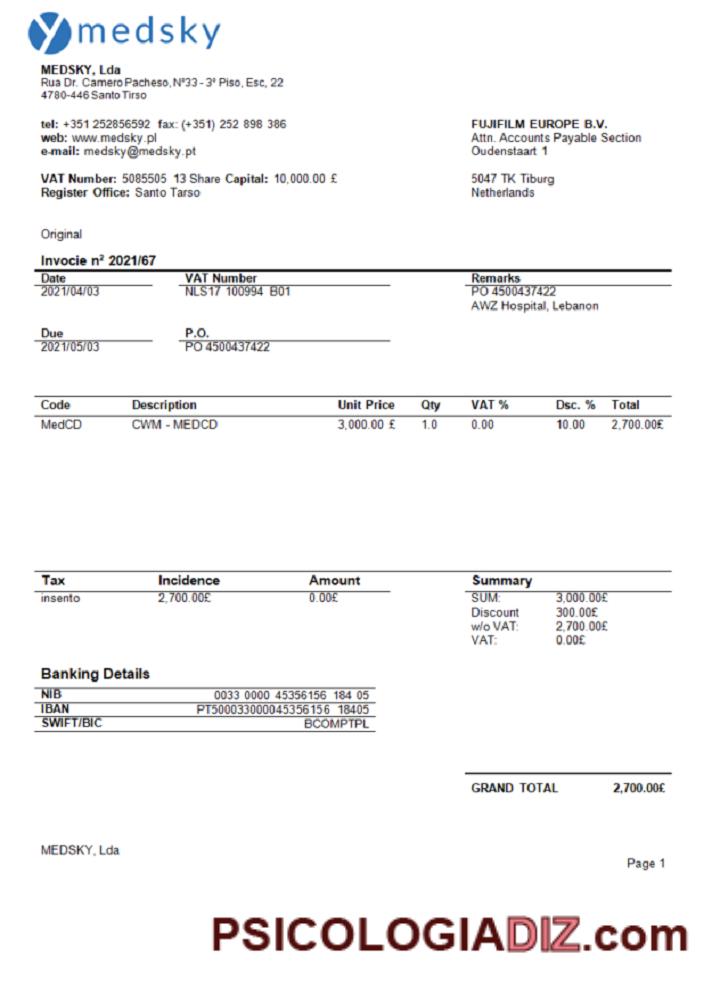 medsky
MEDSKY, Lda
Rua Dr. Camero Pacheso, Nº33 - 3º Piso, Esc, 22
4780-446 Santo Tirso
tel: +351 252856592 fax: (+351) 252 898 386
web: www.medsky.pl
e-mail: medsky@medsky.pt
VAT Number: 5085505 13 Share Capital: 10,000.00 £
Register Office: Santo Tarso
FUJIFILM EUROPE B.V.
Attn. Accounts Payable Section
Oudenstaart 1
5047 TK Tiburg
Netherlands
Original
Invocie nº 2021/67
Date VAT Number Remarks
2021/04/03 NLS17 100994 B01 PO 4500437422
AWZ Hospital, Lebanon
Due P.O.
2021/05/03 PO 4500437422
Code Description Unit Price Qty VAT % Dsc. % Total
MedCD CWM - MEDCD 3,000.00 £ 1.0 0.00 10.00 2,700.00£
Tax Incidence Amount
insento 2,700.00£ 0.00£
Summary
SUM: 3,000.00£
Discount 300.00£
w/o VAT: 2,700.00£
VAT: 0.00£
Banking Details
NIB 0033 0000 45356156 184 05
IBAN PT500033000045356156 18405
SWIFT/BIC BCOMPTPL
GRAND TOTAL 2,700.00£
MEDSKY, Lda
Page 1
PSICOLOGIADIZ.com